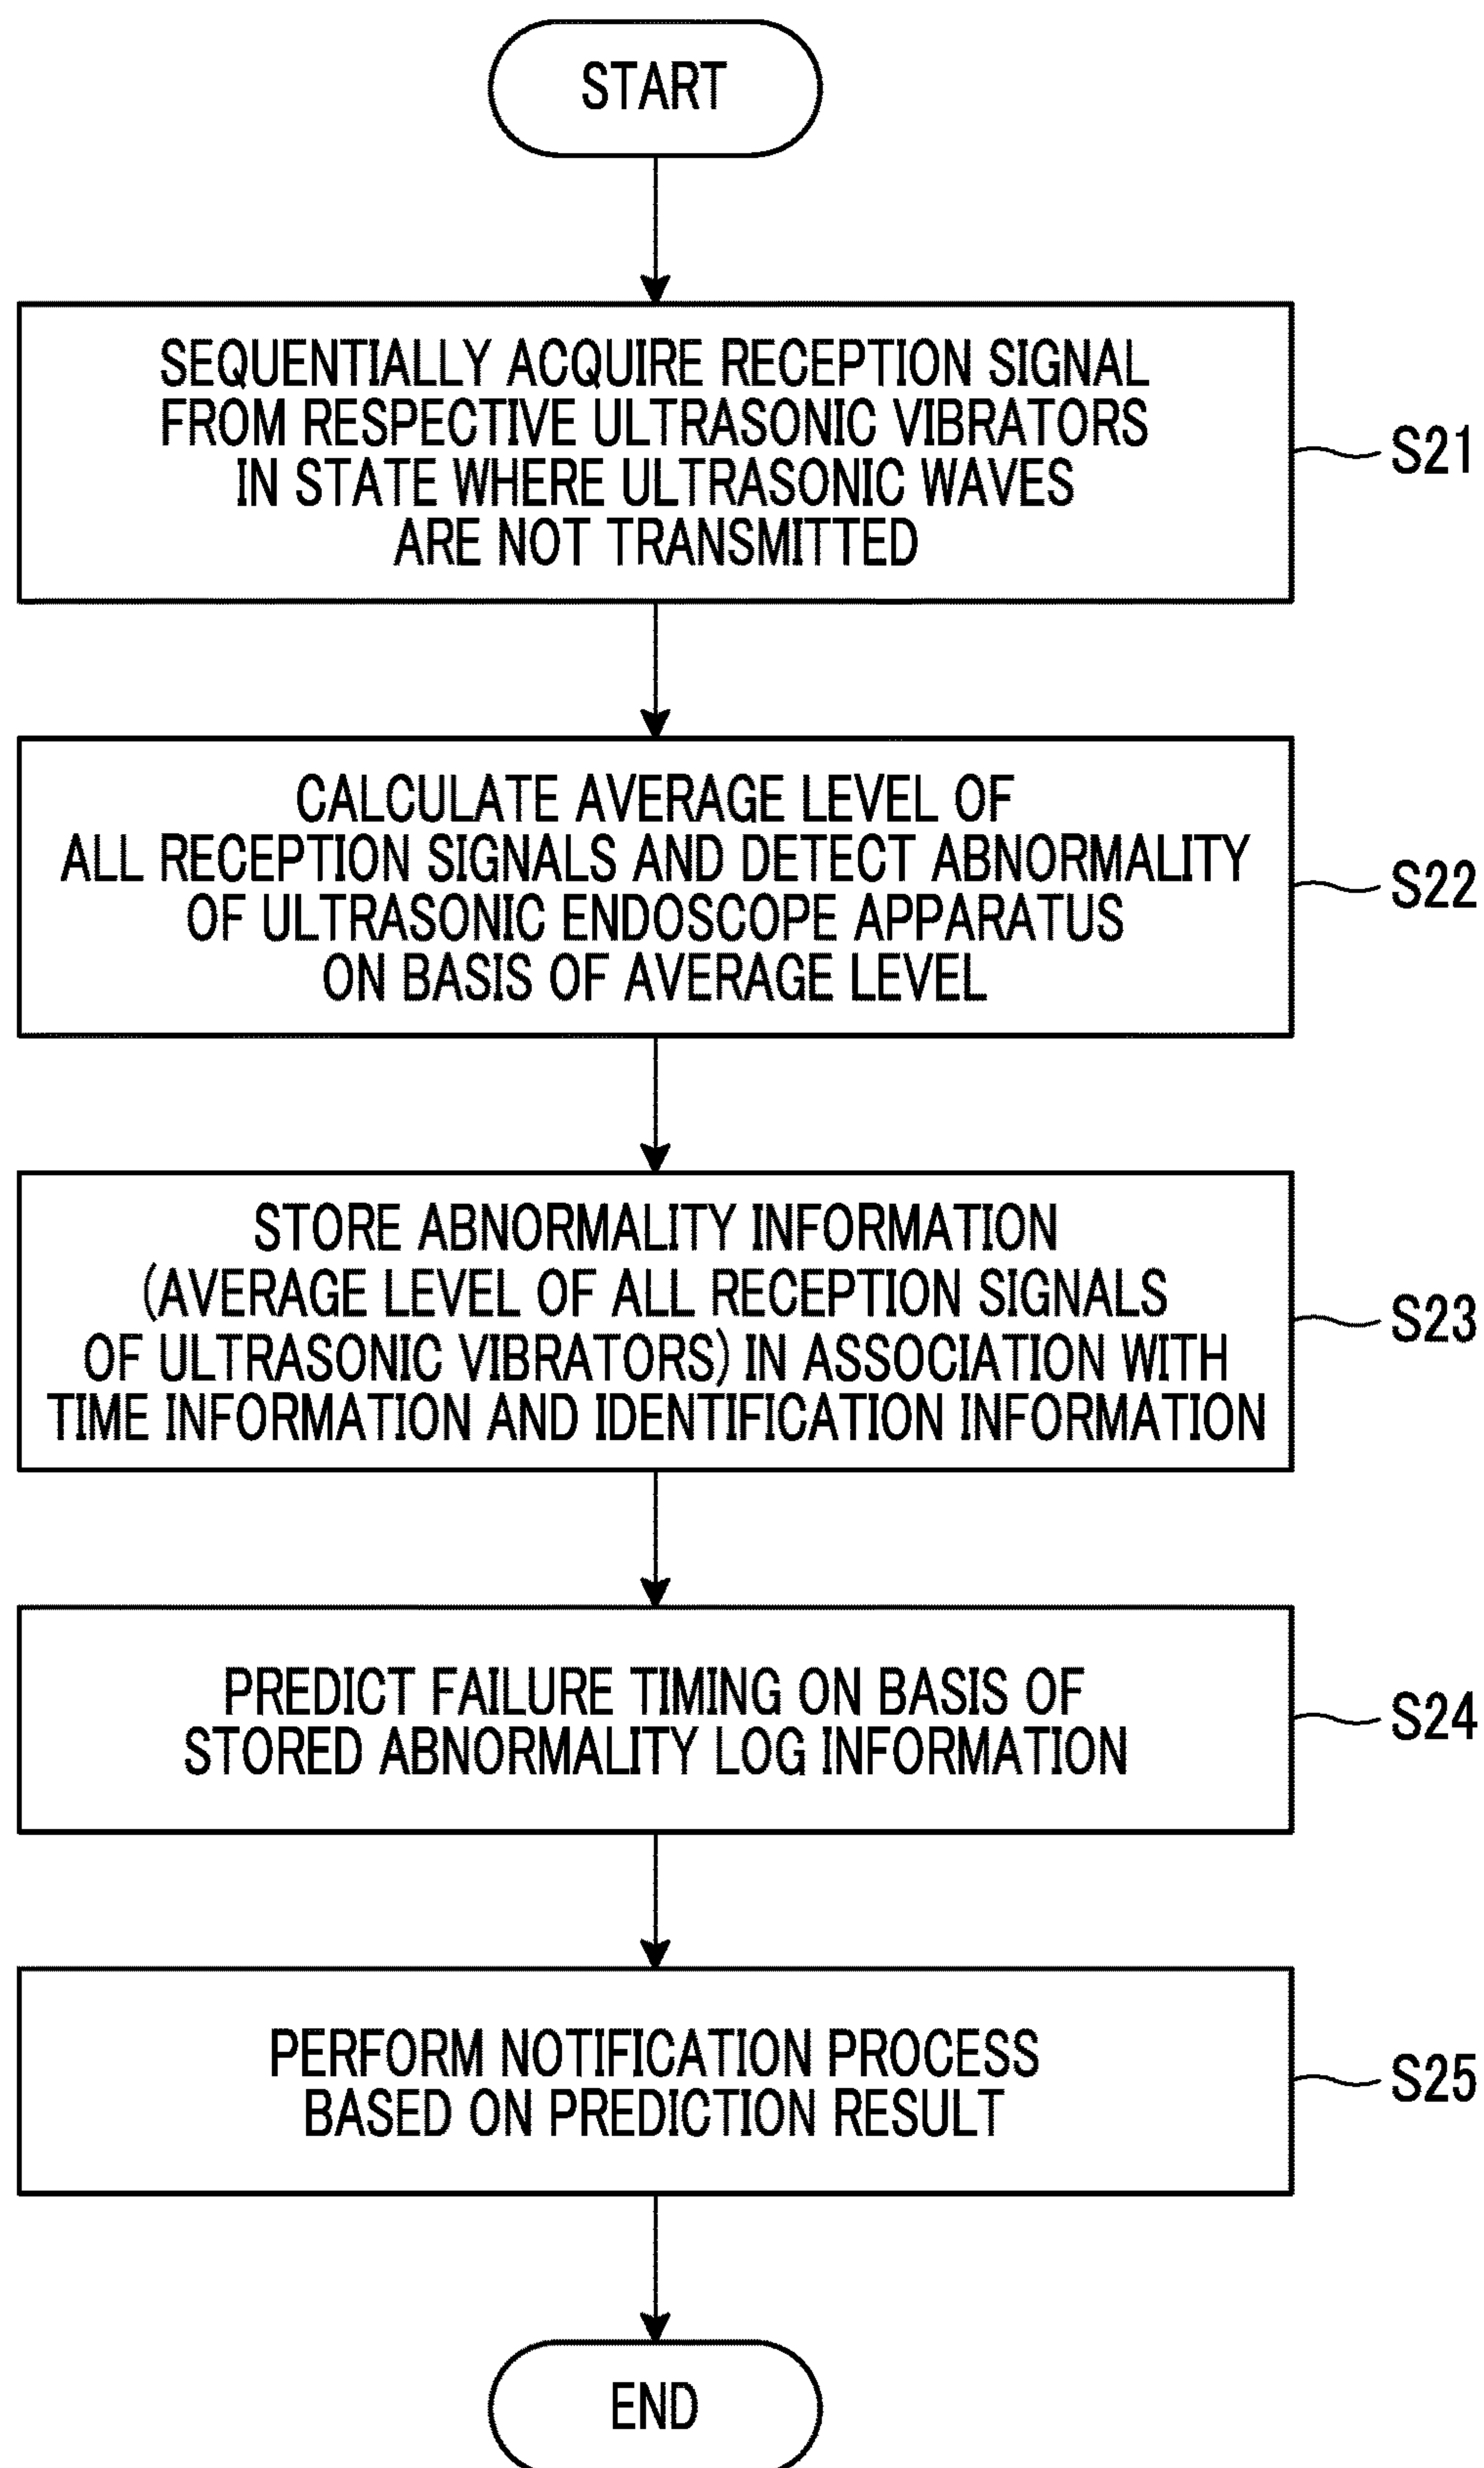 START
SEQUENTIALLY ACQUIRE RECEPTION SIGNAL
FROM RESPECTIVE ULTRASONIC VIBRATORS
IN STATE WHERE ULTRASONIC WAVES
ARE NOT TRANSMITTED
S21
CALCULATE AVERAGE LEVEL OF
ALL RECEPTION SIGNALS AND DETECT ABNORMALITY
OF ULTRASONIC ENDOSCOPE APPARATUS
ON BASIS OF AVERAGE LEVEL
S22
STORE ABNORMALITY INFORMATION
(AVERAGE LEVEL OF ALL RECEPTION SIGNALS
OF ULTRASONIC VIBRATORS) IN ASSOCIATION WITH
TIME INFORMATION AND IDENTIFICATION INFORMATION
S23
PREDICT FAILURE TIMING ON BASIS OF
STORED ABNORMALITY LOG INFORMATION
S24
PERFORM NOTIFICATION PROCESS
BASED ON PREDICTION RESULT
S25
END